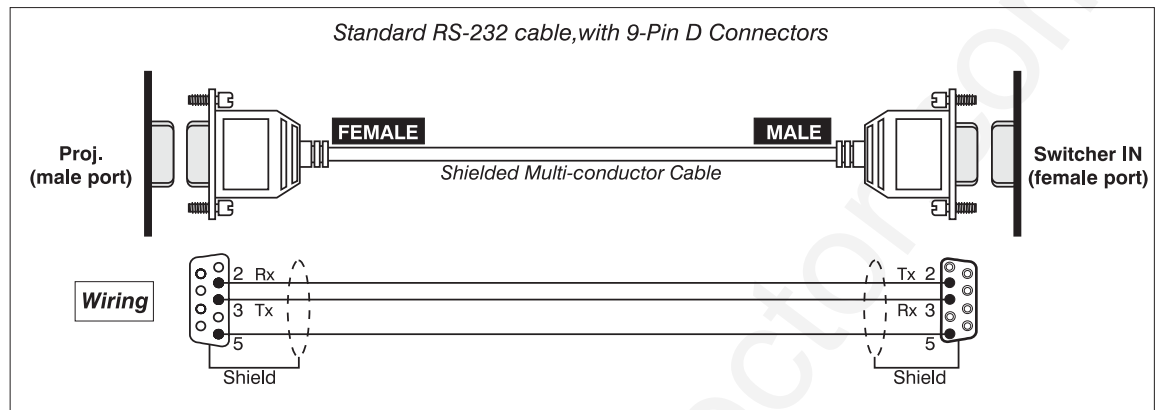 Standard RS-232 cable,with 9-Pin D Connectors
FEMALE
MALE
Proj.
(male port)
Shielded Multi-conductor Cable
Switcher IN
(female port)
Wiring
2 Rx
Tx 2
3 Tx
Rx 3
5
5
Shield
Shield